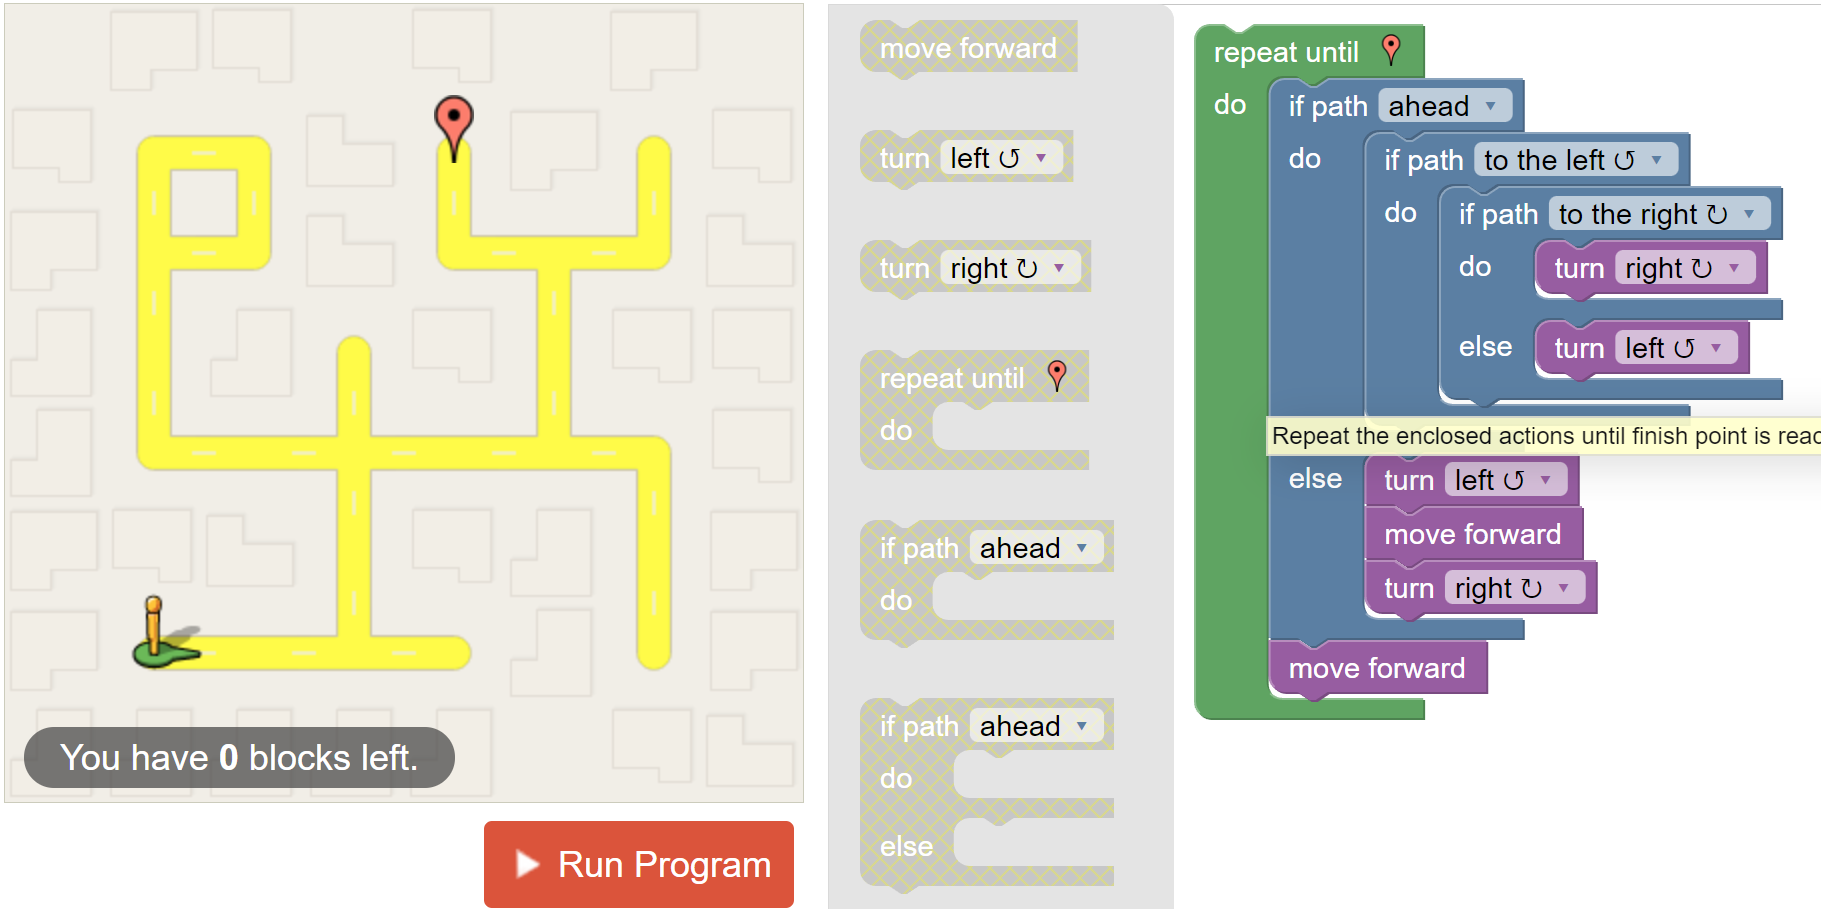 You have 0 blocks left.
Run Program
move forward
turn left ↺
turn right ↻
repeat until
do
if path ahead
do
if path ahead
do
else
repeat until
do
if path ahead
do
if path to the left ↺
do
if path to the right ↻
do
turn right ↻
else
turn left ↺
Repeat the enclosed actions until finish point is reac
else
turn left ↺
move forward
turn right ↻
move forward